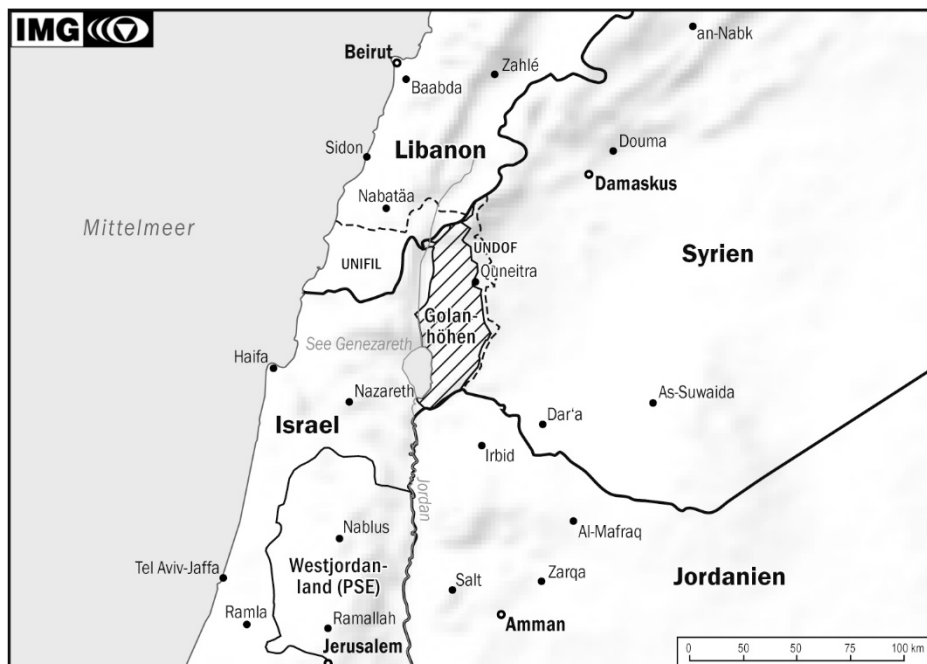 IMG
an-Nabk
Beirut
Zahlé
Baabda
Douma
Sidon
Libanon
Damaskus
Nabatäa
Mittelmeer
UNDOF
Syrien
UNIFIL
Quneitra
Golan-
höhen
See Genezareth
Haifa
Nazareth
As-Suwaida
Israel
Dar‘a
Irbid
Jordan
Nablus
Al-Mafraq
Westjordan-
land (PSE)
Tel Aviv-Jaffa
Salt
Zarqa
Jordanien
Ramla
Ramallah
Amman
Jerusalem
0 50 50 75 100 km